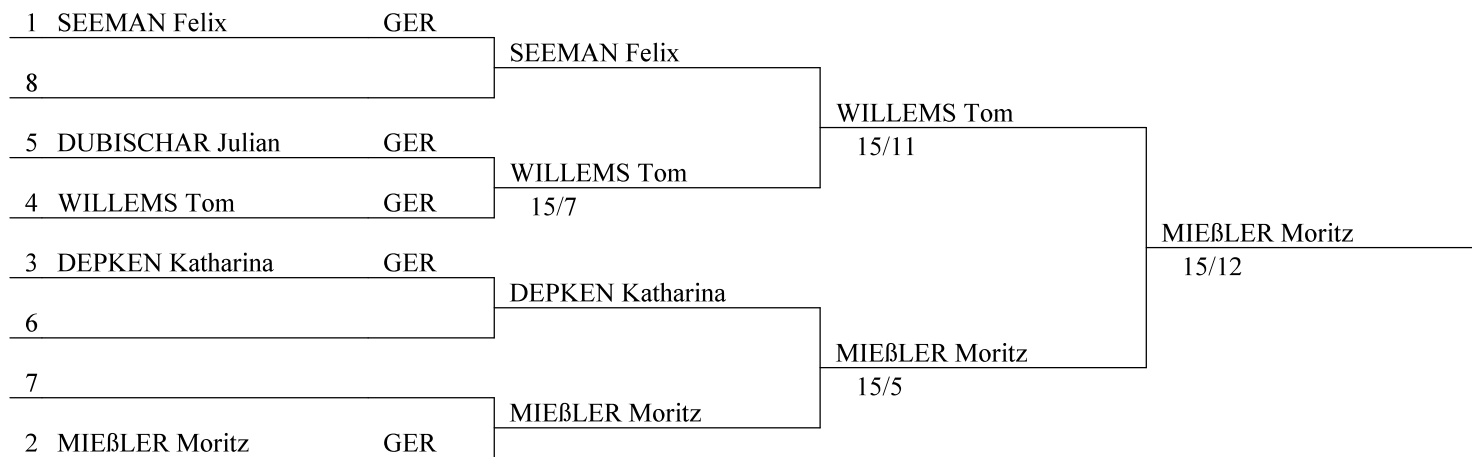 1 SEEMAN Felix GER
SEEMAN Felix
8
WILLEMS Tom
15/11
5 DUBISCHAR Julian GER
WILLEMS Tom
15/7
4 WILLEMS Tom GER
MIEßLER Moritz
15/12
3 DEPKEN Katharina GER
DEPKEN Katharina
6
MIEßLER Moritz
15/5
7
MIEßLER Moritz
2 MIEßLER Moritz GER